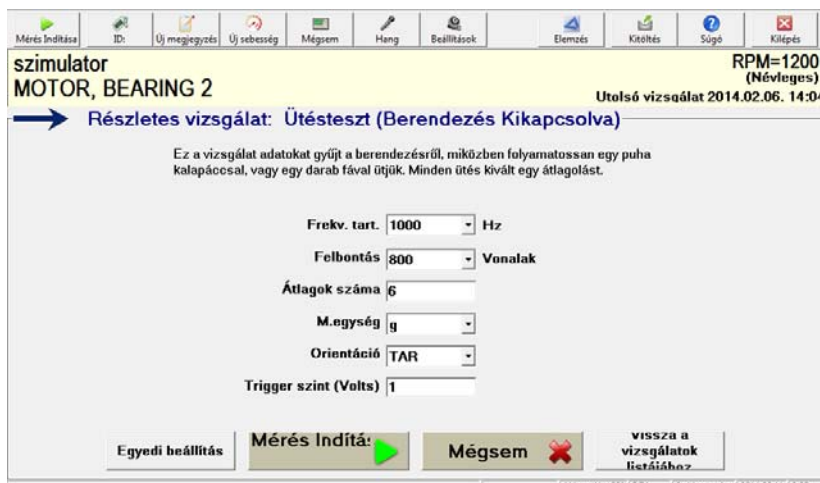 Mérés Indítása ID: Új megjegyzés Új sebesség Mégsem Hang Beállítások Elemzés Kitöltés Súgó Kilépés
szimulator RPM=1200
MOTOR, BEARING 2 (Névleges)
Utolsó vizsgálat 2014.02.06. 14:04
Részletes vizsgálat: Ütésteszt (Berendezés Kikapcsolva)
Ez a vizsgálat adatokat gyűjt a berendezésről, miközben folyamatossan egy puha
kalapáccsal, vagy egy darab fával ütjük. Minden ütés kivált egy átlagolást.
Frekv. tart. 1000 Hz
Felbontás 800 Vonalak
Átlagok száma 6
M.egység g
Orientáció TAR
Trigger szint (Volts) 1
Egyedi beállítás
Mérés Indítás
Mégsem
Vissza a
vizsgálatok
listájához